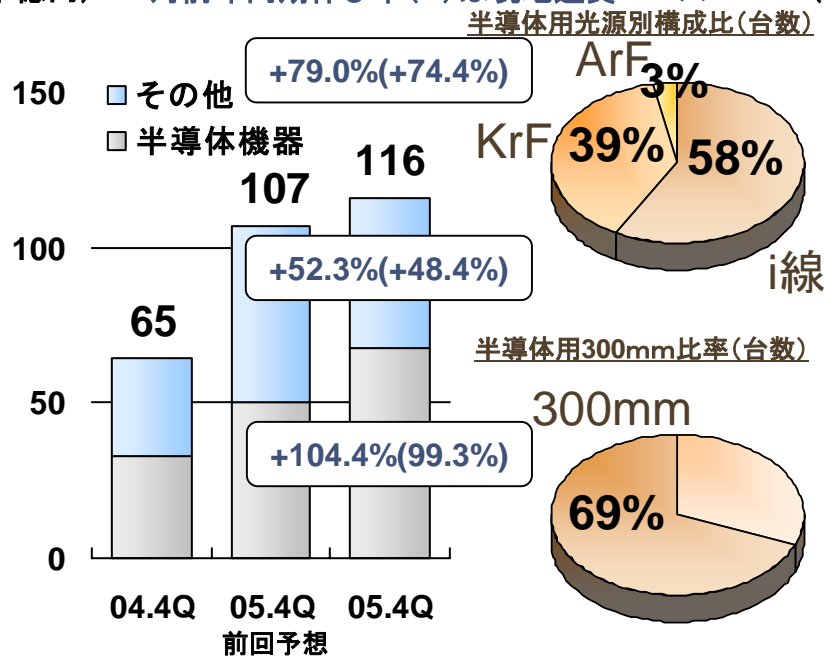 半導体用光源別構成比(台数)
+79.0%(+74.4%)
150
その他
半導体機器
ArF
3%
KrF
39%
58%
i線
107
116
100
+52.3%(+48.4%)
65
半導体用300mm比率(台数)
50
300mm
+104.4%(99.3%)
69%
0
04.4Q
05.4Q
05.4Q
前回予想